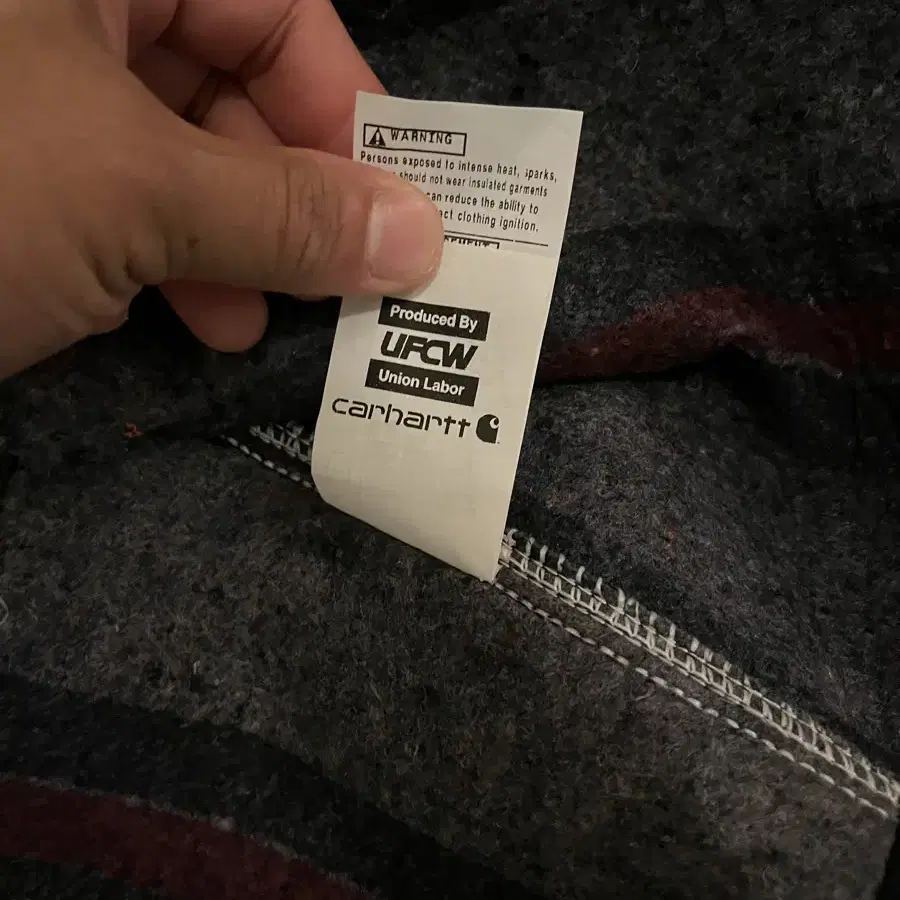 WARNING
Persons exposed to intense heat, sparks,
should not wear insulated garments
can reduce the ability to
clothing ignition.
Produced By
UFCW
Union Labor
carhartt